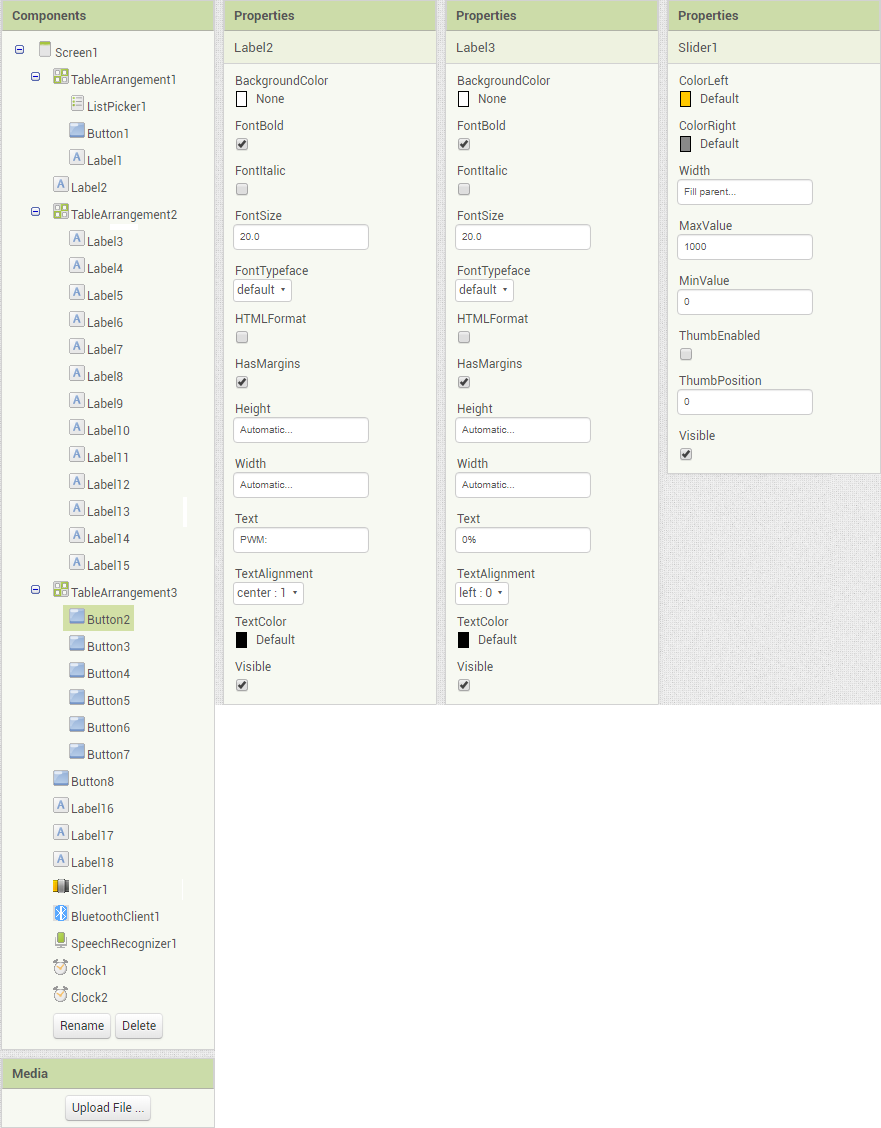 Components
Screen1
TableArrangement1
ListPicker1
Button1
Label1
Label2
TableArrangement2
Label3
Label4
Label5
Label6
Label7
Label8
Label9
Label10
Label11
Label12
Label13
Label14
Label15
TableArrangement3
Button2
Button3
Button4
Button5
Button6
Button7
Button8
Label16
Label17
Label18
Slider1
BluetoothClient1
SpeechRecognizer1
Clock1
Clock2
Rename Delete
Media
Upload File ...
Properties
Label2
BackgroundColor
None
FontBold
FontItalic
FontSize
20.0
FontTypeface
default
HTMLFormat
HasMargins
Height
Automatic...
Width
Automatic...
Text
PWM:
TextAlignment
center : 1
TextColor
Default
Visible
Properties
Label3
BackgroundColor
None
FontBold
FontItalic
FontSize
20.0
FontTypeface
default
HTMLFormat
HasMargins
Height
Automatic...
Width
Automatic...
Text
0%
TextAlignment
left : 0
TextColor
Default
Visible
Properties
Slider1
ColorLeft
Default
ColorRight
Default
Width
Fill parent...
MaxValue
1000
MinValue
0
ThumbEnabled
ThumbPosition
0
Visible